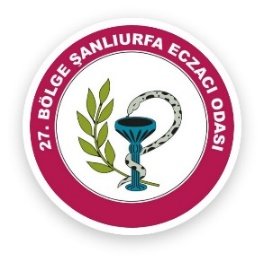 27. BÖLGE ŞANLIURFA ECZACI ODASI